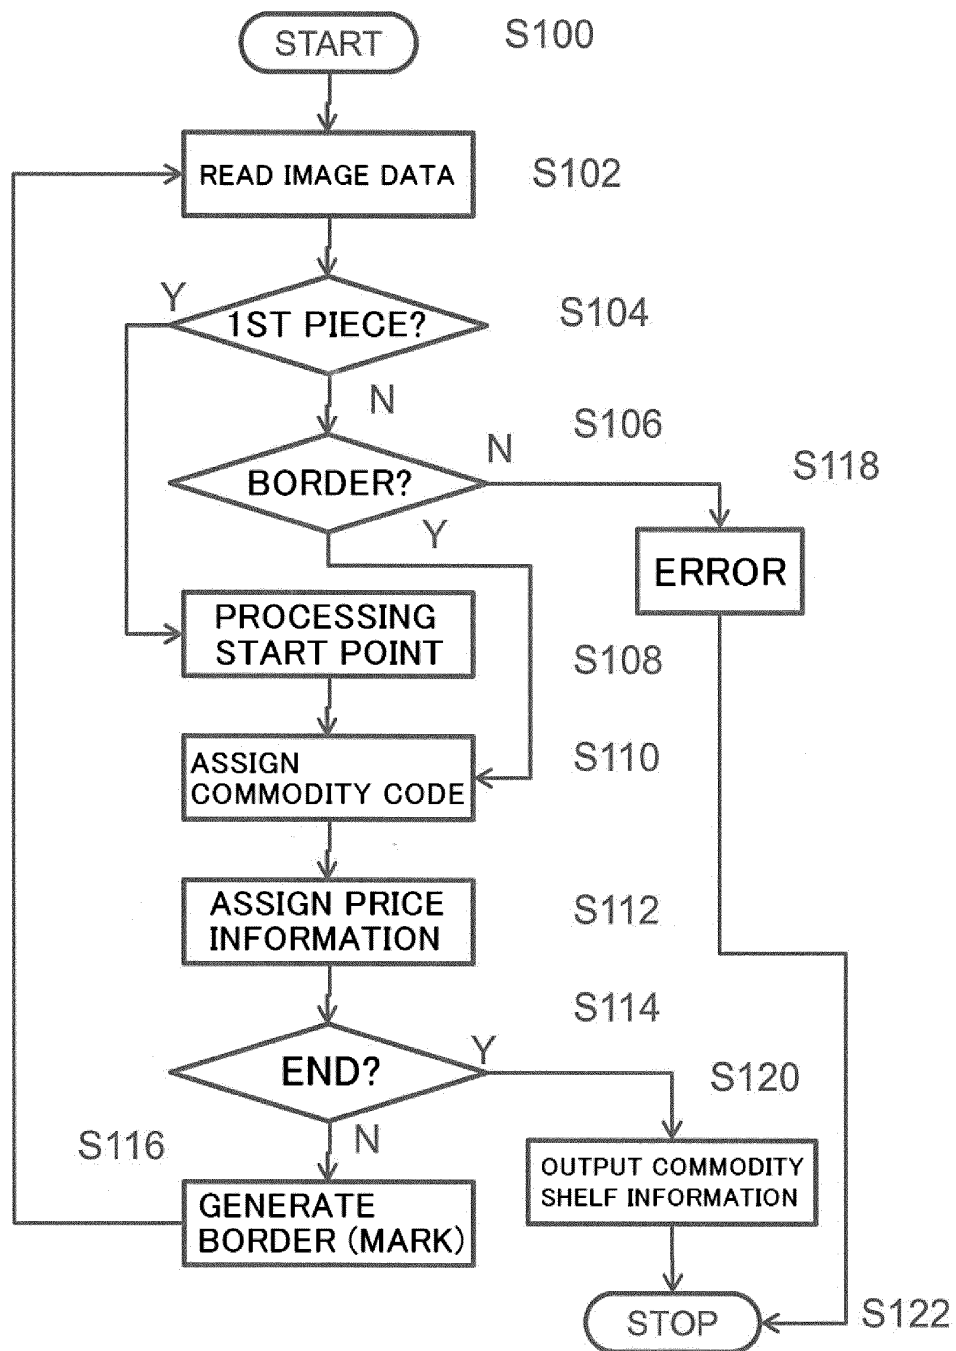 START
S100
READ IMAGE DATA
S102
Y
1ST PIECE?
S104
N
S106
N
S118
BORDER?
Y
ERROR
PROCESSING
START POINT
S108
ASSIGN
COMMODITY CODE
S110
ASSIGN PRICE
INFORMATION
S112
S114
END?
Y
S120
N
S116
OUTPUT COMMODITY
SHELF INFORMATION
GENERATE
BORDER (MARK)
STOP
S122